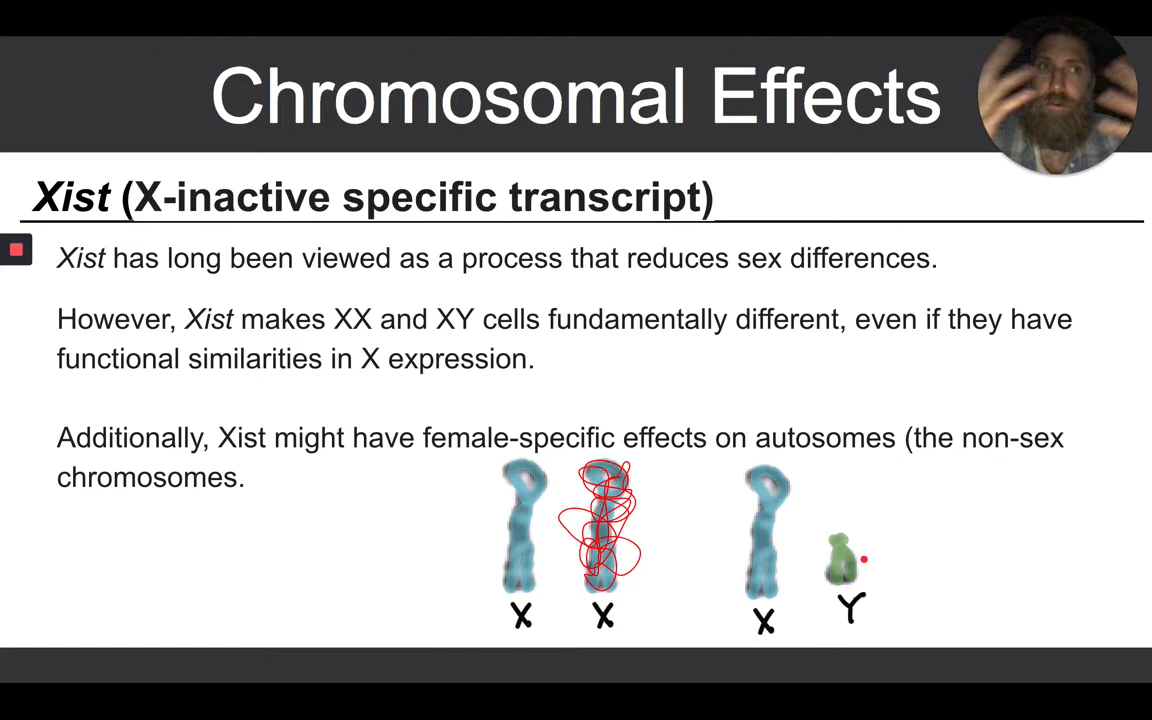 Chromosomal Effects
Xist (X-inactive specific transcript)
Xist has long been viewed as a process that reduces sex differences.
However, Xist makes XX and XY cells fundamentally different, even if they have
functional similarities in X expression.
Additionally, Xist might have female-specific effects on autosomes (the non-sex
chromosomes.
X X X Y